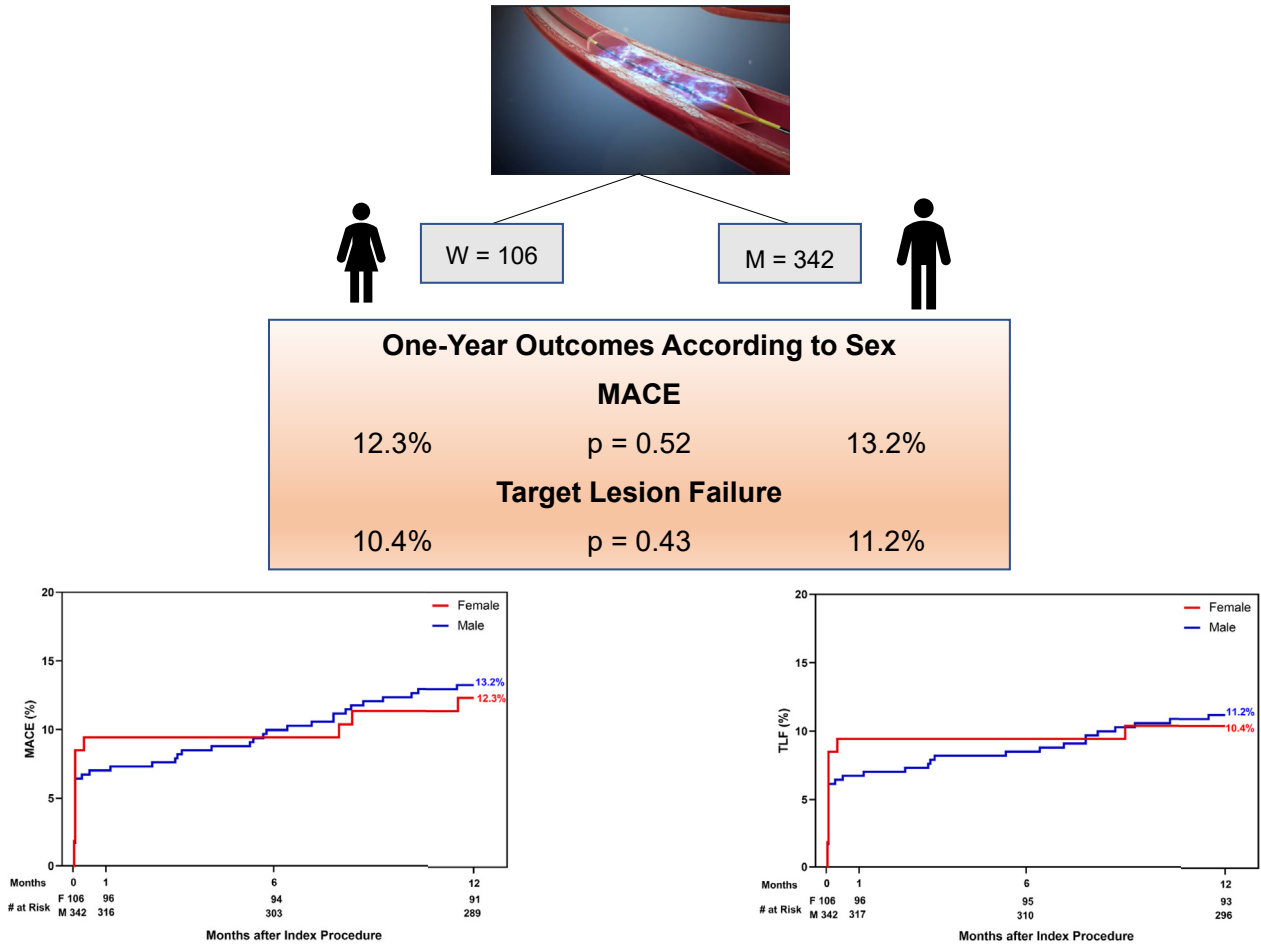 W = 106
M = 342
One-Year Outcomes According to Sex
MACE
12.3% p = 0.52 13.2%
Target Lesion Failure
10.4% p = 0.43 11.2%
20
15
10
5
0
MACE (%)
Female
Male
13.2%
12.3%
Months 0 1 6 12
# at Risk
F 106 96 94 91
M 342 316 303 289
Months after Index Procedure
20
15
10
5
0
TLF (%)
Female
Male
11.2%
10.4%
Months 0 1 6 12
# at Risk
F 106 96 95 93
M 342 317 310 296
Months after Index Procedure